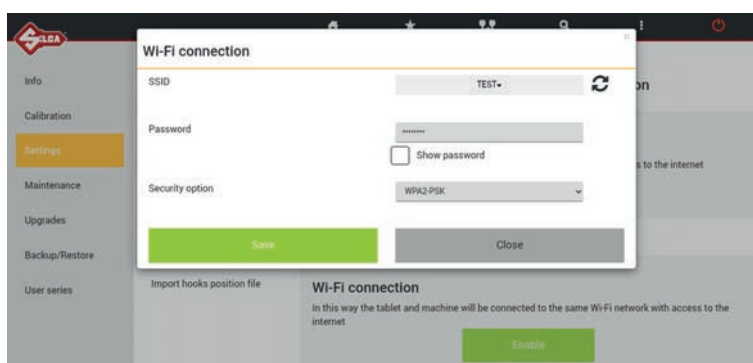 SILCA
Wi-Fi connection
SSID
TEST
Password
********
Show password
Security option
WPA2-PSK
Save
Close
Info
Calibration
Settings
Maintenance
Upgrades
Backup/Restore
User series
on
s to the internet
Import hooks position file
Wi-Fi connection
In this way the tablet and machine will be connected to the same Wi-Fi network with access to the
internet
Enable